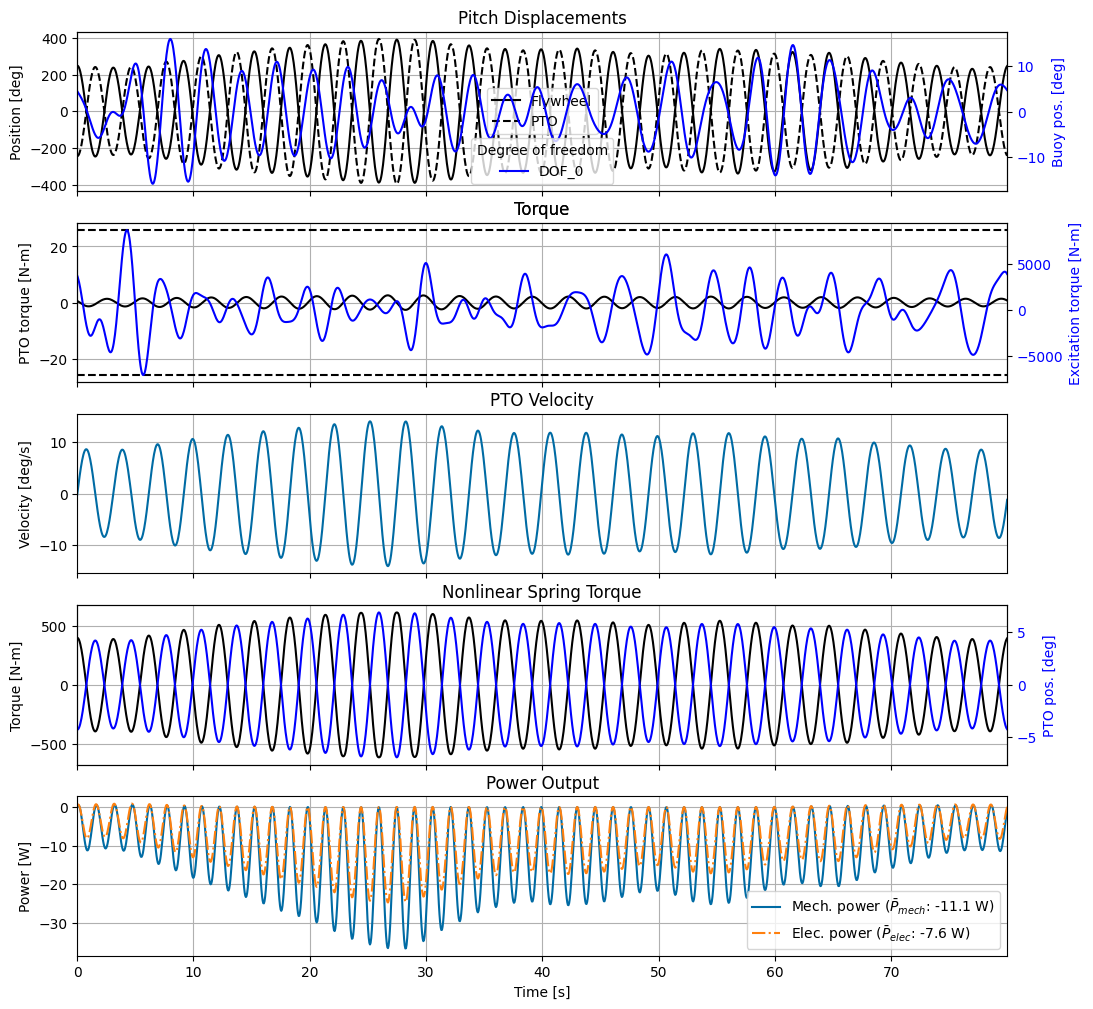 Pitch Displacements
Position [deg]
400
200
0
−200
−400
Flywheel
PTO
Degree of freedom
DOF_0
10
0
−10
Buoy pos. [deg]
Torque
PTO torque [N-m]
20
0
−20
5000
0
−5000
Excitation torque [N-m]
PTO Velocity
Velocity [deg/s]
10
0
−10
Nonlinear Spring Torque
Torque [N-m]
500
0
−500
5
0
−5
PTO pos. [deg]
Power Output
Power [W]
0
−10
−20
−30
Mech. power (P̄mech: -11.1 W)
Elec. power (P̄elec: -7.6 W)
0 10 20 30 40 50 60 70
Time [s]